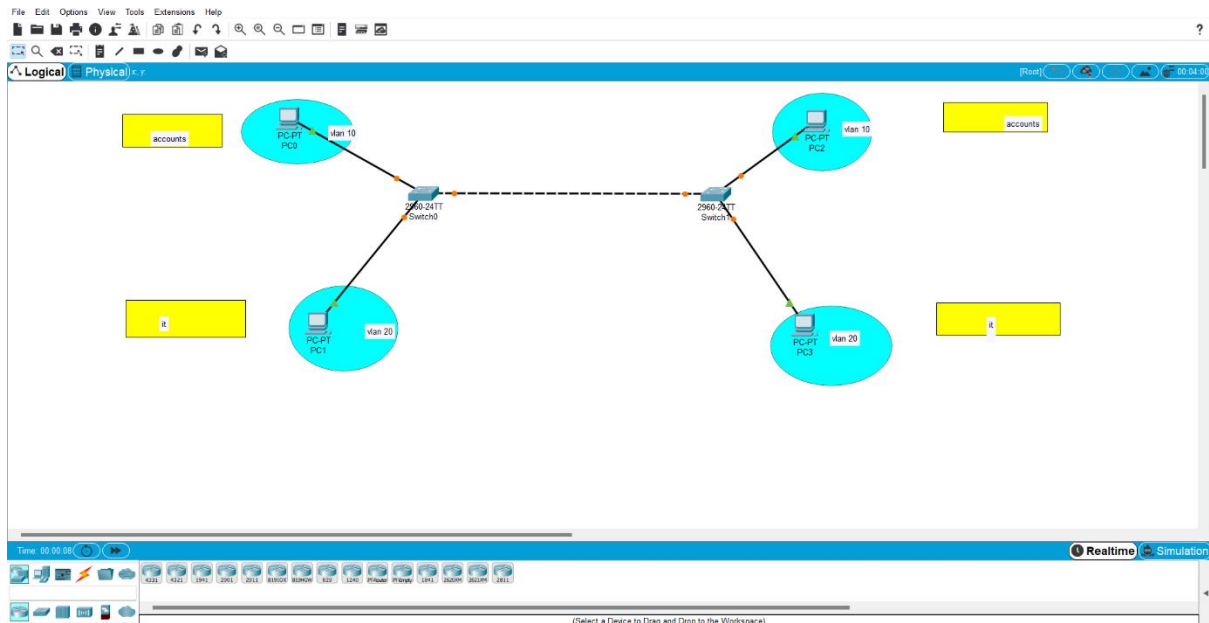 File Edit Options View Tools Extensions Help
?
Logical Physical x, y:
[Root] 00:04:00
accounts
PC-PT
PC0
vlan 10
PC-PT
PC2
vlan 10
accounts
2960-24TT
Switch0
2960-24TT
Switch1
it
PC-PT
PC1
vlan 20
PC-PT
PC3
vlan 20
it
Time: 00:00:08
Realtime Simulation
4331 4321 1941 2901 2911 819IOX 819HGW 829 1240 PT-Router PT-Empty 1841 2620XM 2621XM 2811
(Select a Device to Drag and Drop to the Workspace)